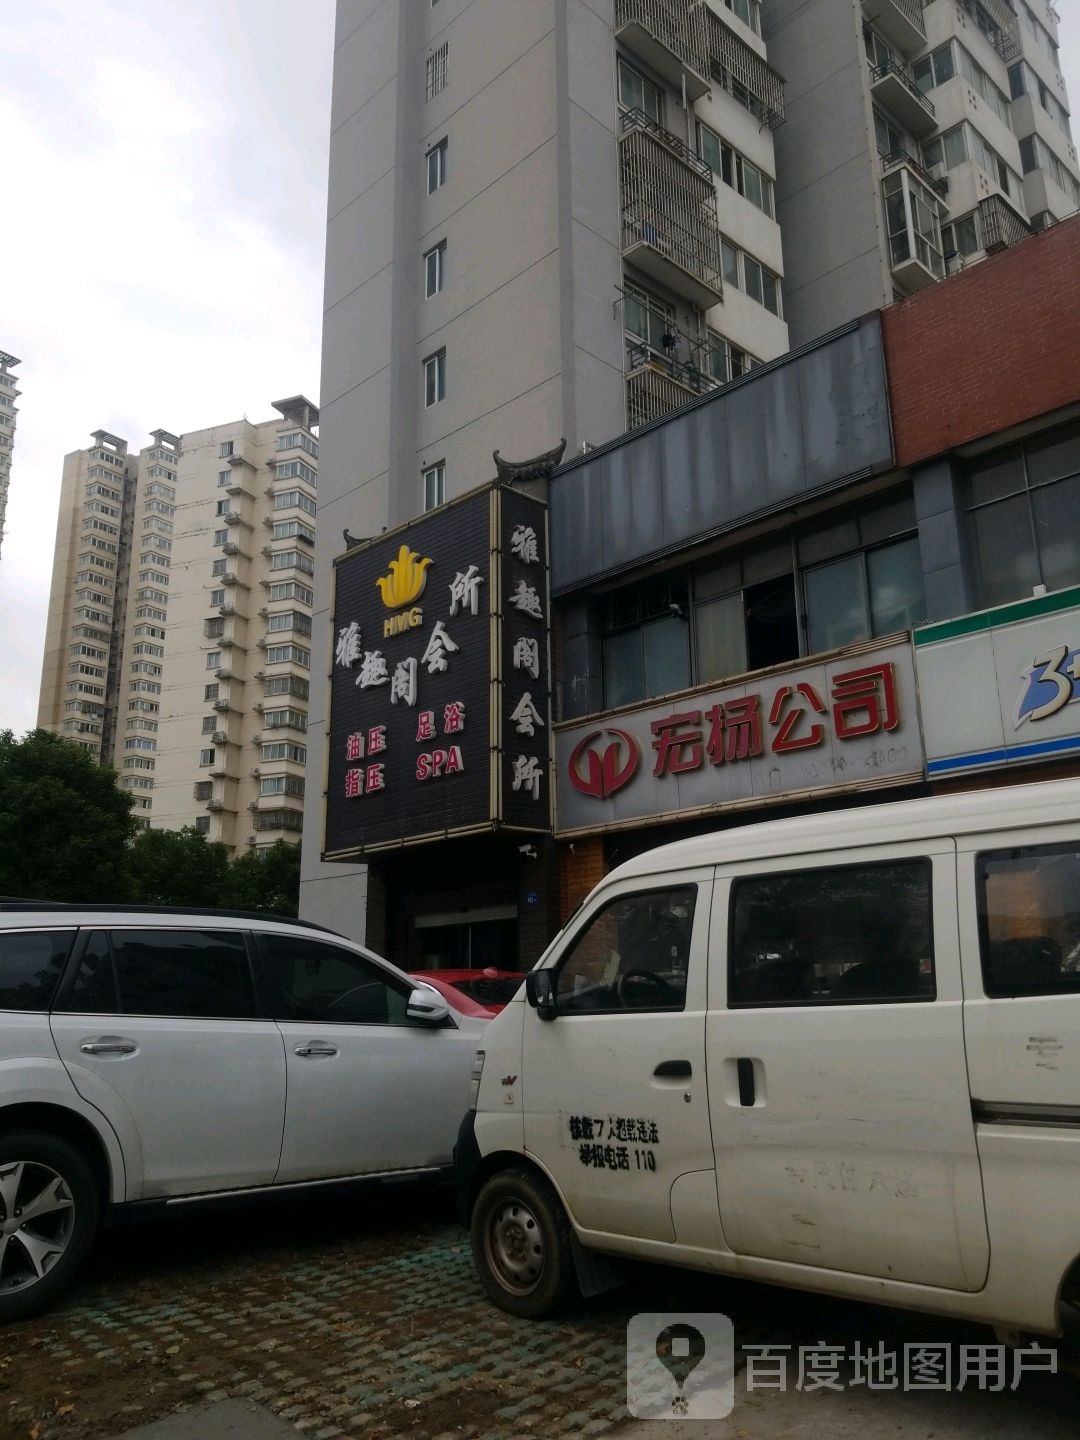 HMG
雅趣阁会所
油压 足浴
指压 SPA
雅趣阁会所
宏扬公司
核载7人超载违法
举报电话 110
百度地图用户